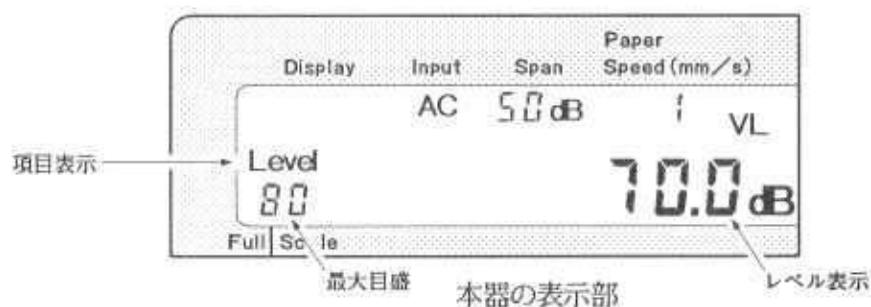 Paper
Display Input Span Speed(mm/s)
AC 50dB 1 VL
項目表示
Level
80 70.0dB
Full Scale
最大目盛 レベル表示
本器の表示部